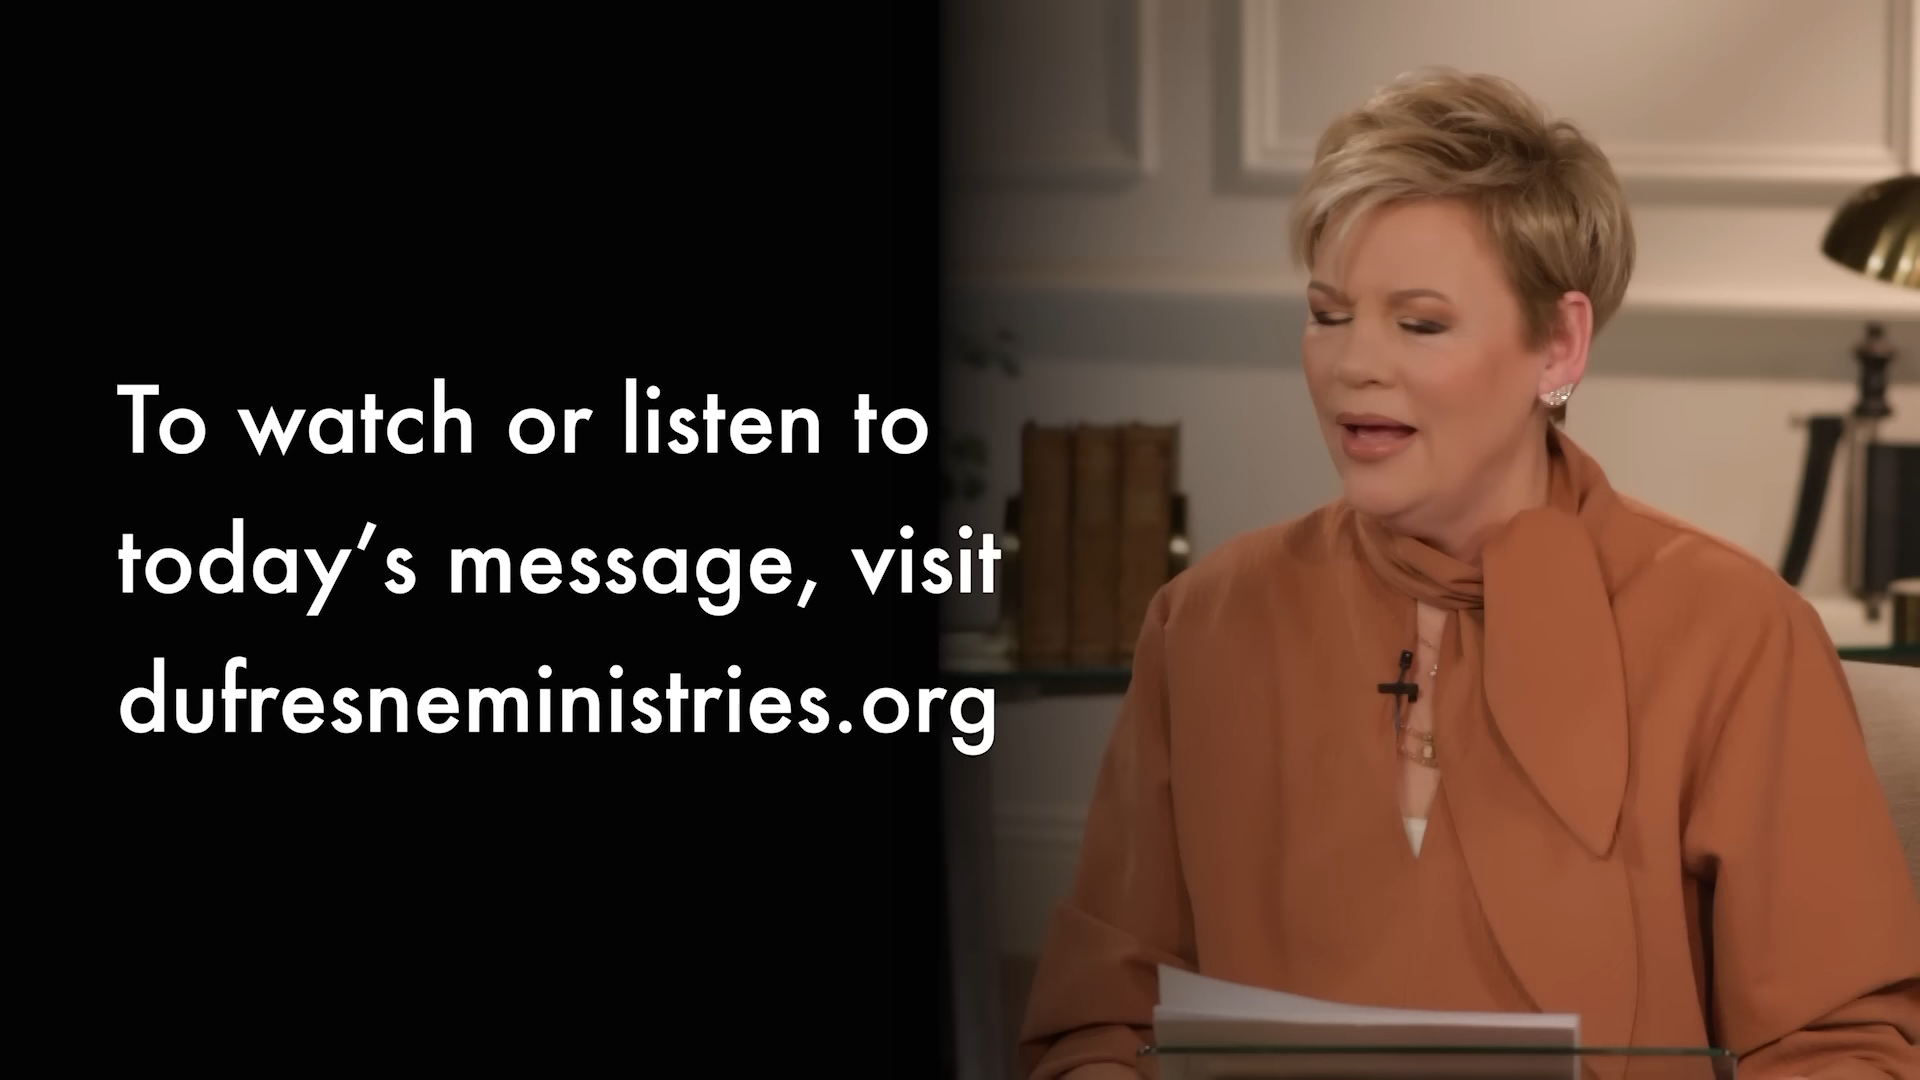 To watch or listen to
today’s message, visit
dufresneministries.org